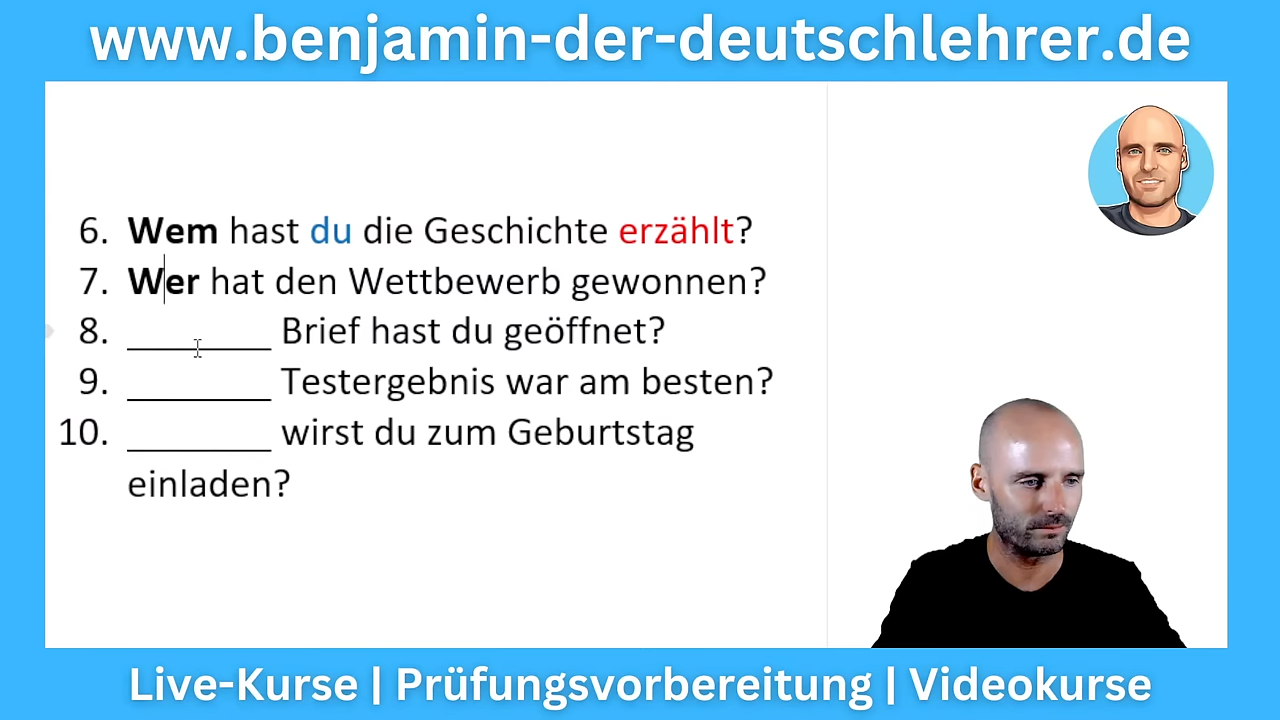 www.benjamin-der-deutschlehrer.de
6. Wem hast du die Geschichte erzählt?
7. Wer hat den Wettbewerb gewonnen?
8. ________ Brief hast du geöffnet?
9. ________ Testergebnis war am besten?
10. ________ wirst du zum Geburtstag
einladen?
Live-Kurse | Prüfungsvorbereitung | Videokurse